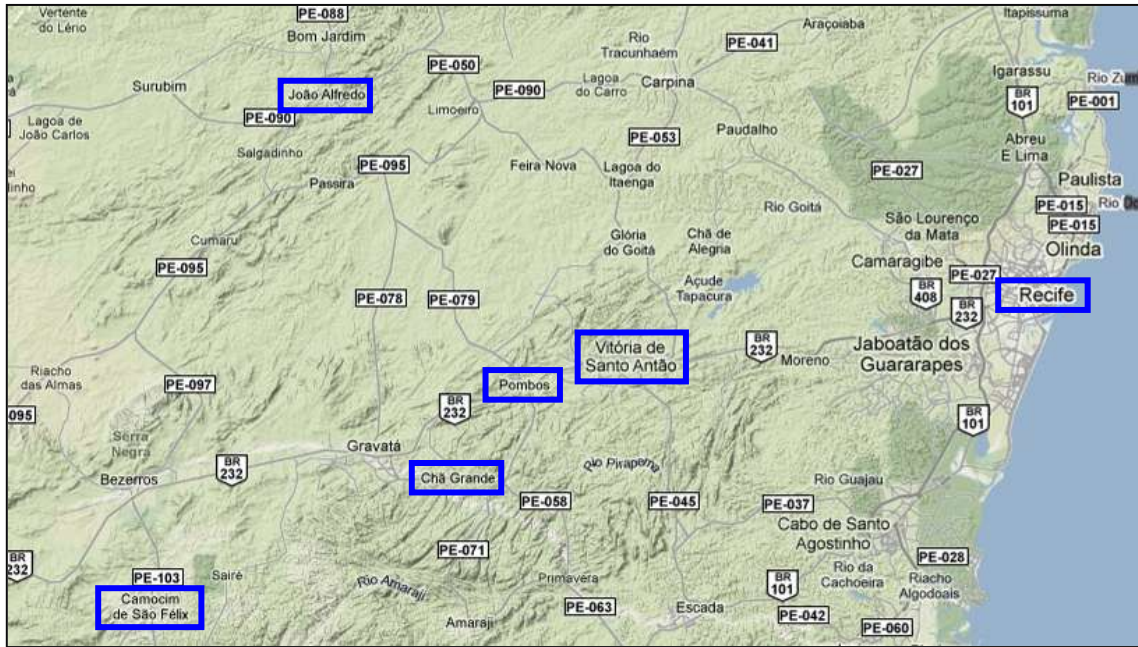 Vertente
do Lério
PE-088
Bom Jardim
Araçoiaba
Itapissuma
Rio
Tracunhaém
PE-041
PE-050
Surubim
João Alfredo
PE-090
Lagoa
do Carro
Carpina
Igarassu
Rio Zum
BR
101
PE-001
Limoeiro
PE-090
Lagoa de
João Carlos
PE-053
Paudalho
Abreu
E Lima
Salgadinho
PE-095
Feira Nova
Lagoa do
Itaenga
PE-027
Passira
Paulista
PE-015
Rio Do
Rio Goitá
São Lourenço
da Mata
PE-015
Cumaru
Glória
do Goitá
Chã de
Alegria
Olinda
Camaragibe
PE-095
PE-027
Açude
Tapacura
BR
408
Recife
PE-078
PE-079
BR
232
Vitória de
Santo Antão
BR
232
Moreno
Jaboatão dos
Guararapes
Riacho
das Almas
PE-097
Pombos
BR
232
095
BR
101
Serra
Negra
Gravatá
BR
232
Bezerros
Chã Grande
Rio Pirapema
Rio Guajau
PE-058
PE-045
PE-037
Cabo de Santo
Agostinho
PE-071
PE-028
BR
232
PE-103
Sairé
Rio Amaraji
Primavera
BR
101
Rio da
Cachoeira
Riacho
Algodoais
Camocim
de São Félix
PE-063
Escada
PE-042
Amaraji
PE-060